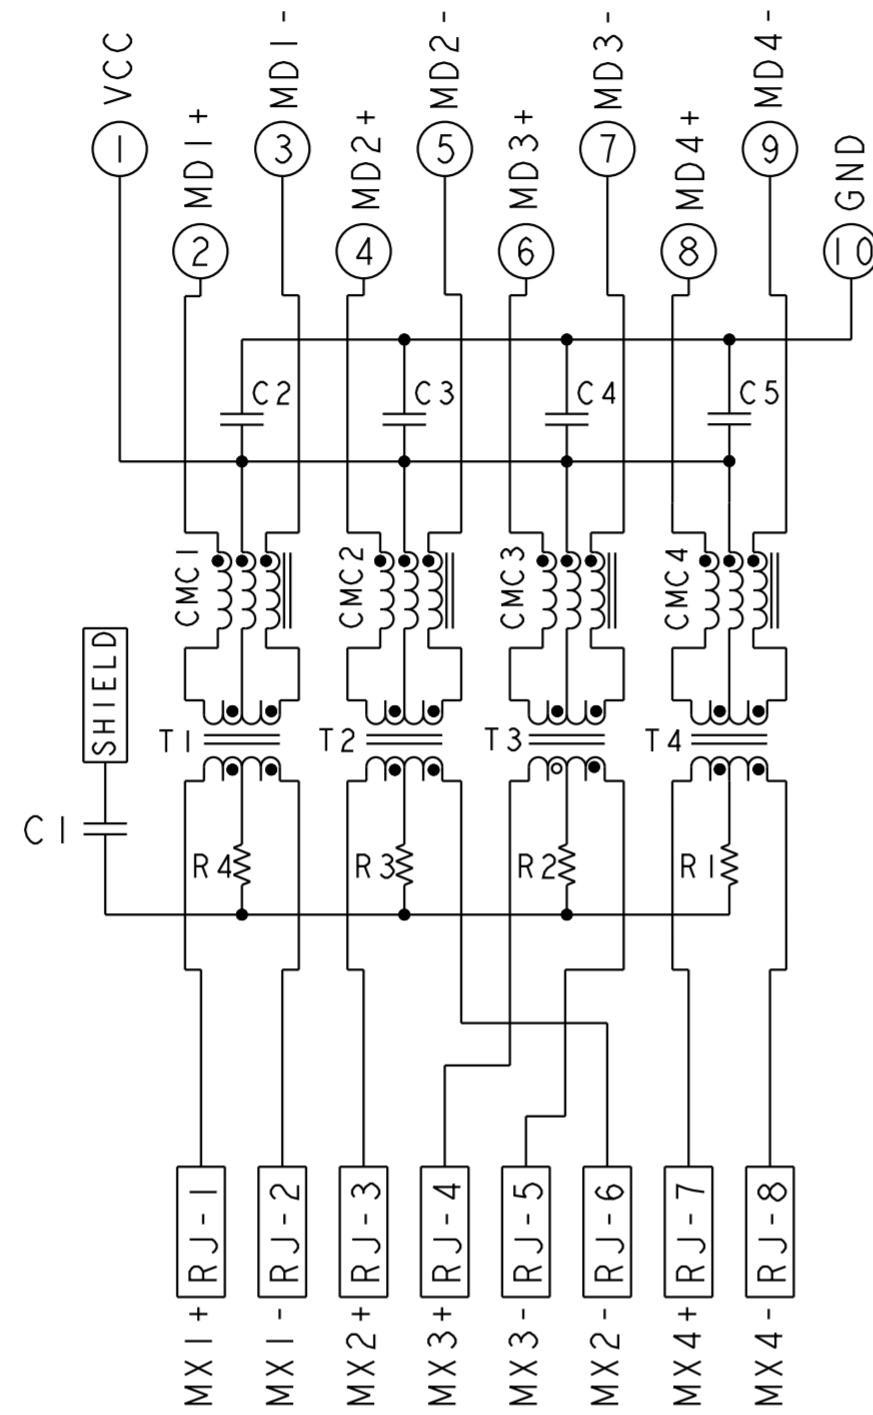 VCC
MD1+
MD1-
MD2+
MD2-
MD3+
MD3-
MD4+
MD4-
GND
1
3
5
7
9
2
4
6
8
10
C2
C3
C4
C5
CMC1
CMC2
CMC3
CMC4
SHIELD
T1
T2
T3
T4
C1
R4
R3
R2
R1
RJ-1
RJ-2
RJ-3
RJ-4
RJ-5
RJ-6
RJ-7
RJ-8
MX1+
MX1-
MX2+
MX3+
MX3-
MX2-
MX4+
MX4-